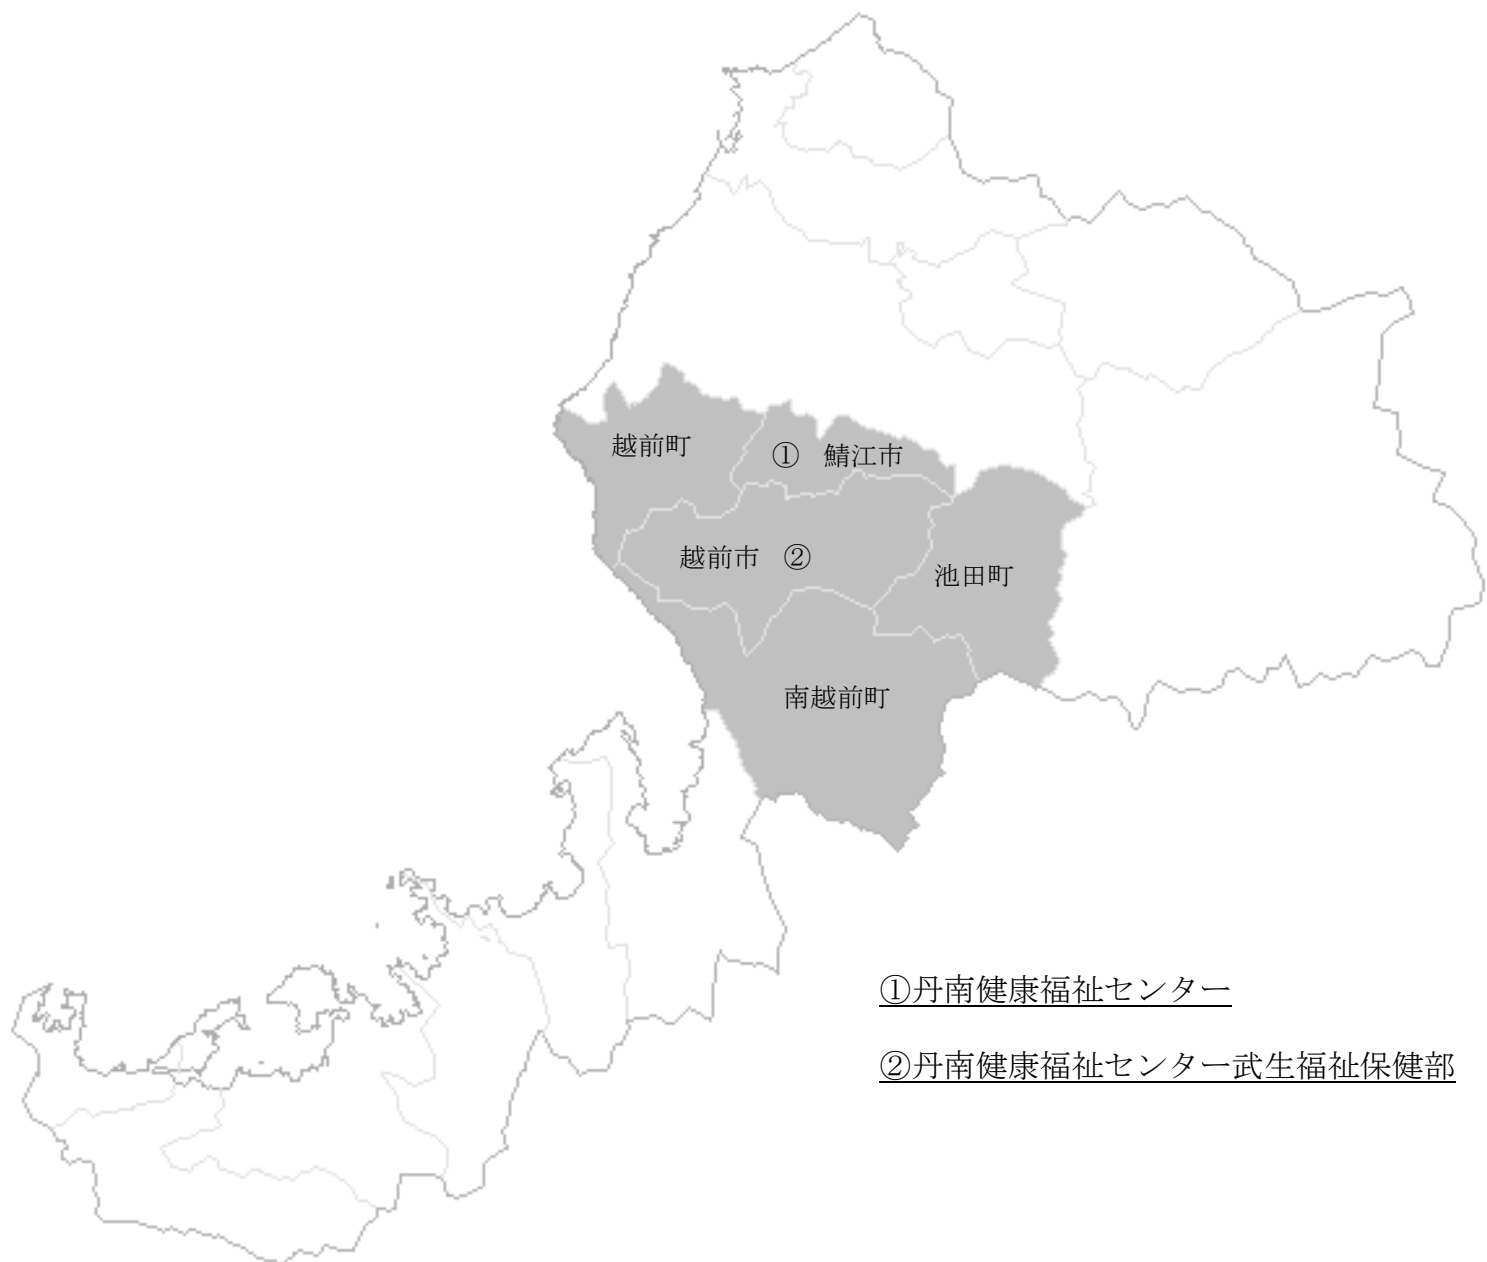 越前町
① 鯖江市
越前市 ②
池田町
南越前町
①丹南健康福祉センター
②丹南健康福祉センター武生福祉保健部